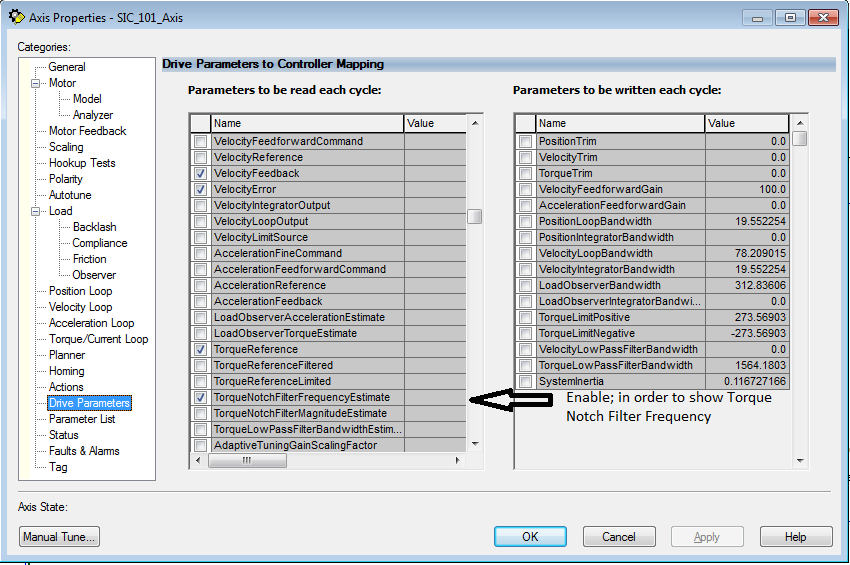 Axis Properties - SIC_101_Axis
Categories:
General
Motor
Model
Analyzer
Motor Feedback
Scaling
Hookup Tests
Polarity
Autotune
Load
Backlash
Compliance
Friction
Observer
Position Loop
Velocity Loop
Acceleration Loop
Torque/Current Loop
Planner
Homing
Actions
Drive Parameters
Parameter List
Status
Faults & Alarms
Tag
Drive Parameters to Controller Mapping
Parameters to be read each cycle:
Name Value
VelocityFeedforwardCommand
VelocityReference
VelocityFeedback
VelocityError
VelocityIntegratorOutput
VelocityLoopOutput
VelocityLimitSource
AccelerationFineCommand
AccelerationFeedforwardCommand
AccelerationReference
AccelerationFeedback
LoadObserverAccelerationEstimate
LoadObserverTorqueEstimate
TorqueReference
TorqueReferenceFiltered
TorqueReferenceLimited
TorqueNotchFilterFrequencyEstimate
TorqueNotchFilterMagnitudeEstimate
TorqueLowPassFilterBandwidthEstim...
AdaptiveTuningGainScalingFactor
Parameters to be written each cycle:
Name Value
PositionTrim 0.0
VelocityTrim 0.0
TorqueTrim 0.0
VelocityFeedforwardGain 100.0
AccelerationFeedforwardGain 0.0
PositionLoopBandwidth 19.552254
PositionIntegratorBandwidth 0.0
VelocityLoopBandwidth 78.209015
VelocityIntegratorBandwidth 19.552254
LoadObserverBandwidth 312.83606
LoadObserverIntegratorBandwi... 0.0
TorqueLimitPositive 273.56903
TorqueLimitNegative -273.56903
VelocityLowPassFilterBandwidth 0.0
TorqueLowPassFilterBandwidth 1564.1803
SystemInertia 0.116727166
Enable; in order to show Torque
Notch Filter Frequency
Axis State:
Manual Tune...
OK
Cancel
Apply
Help